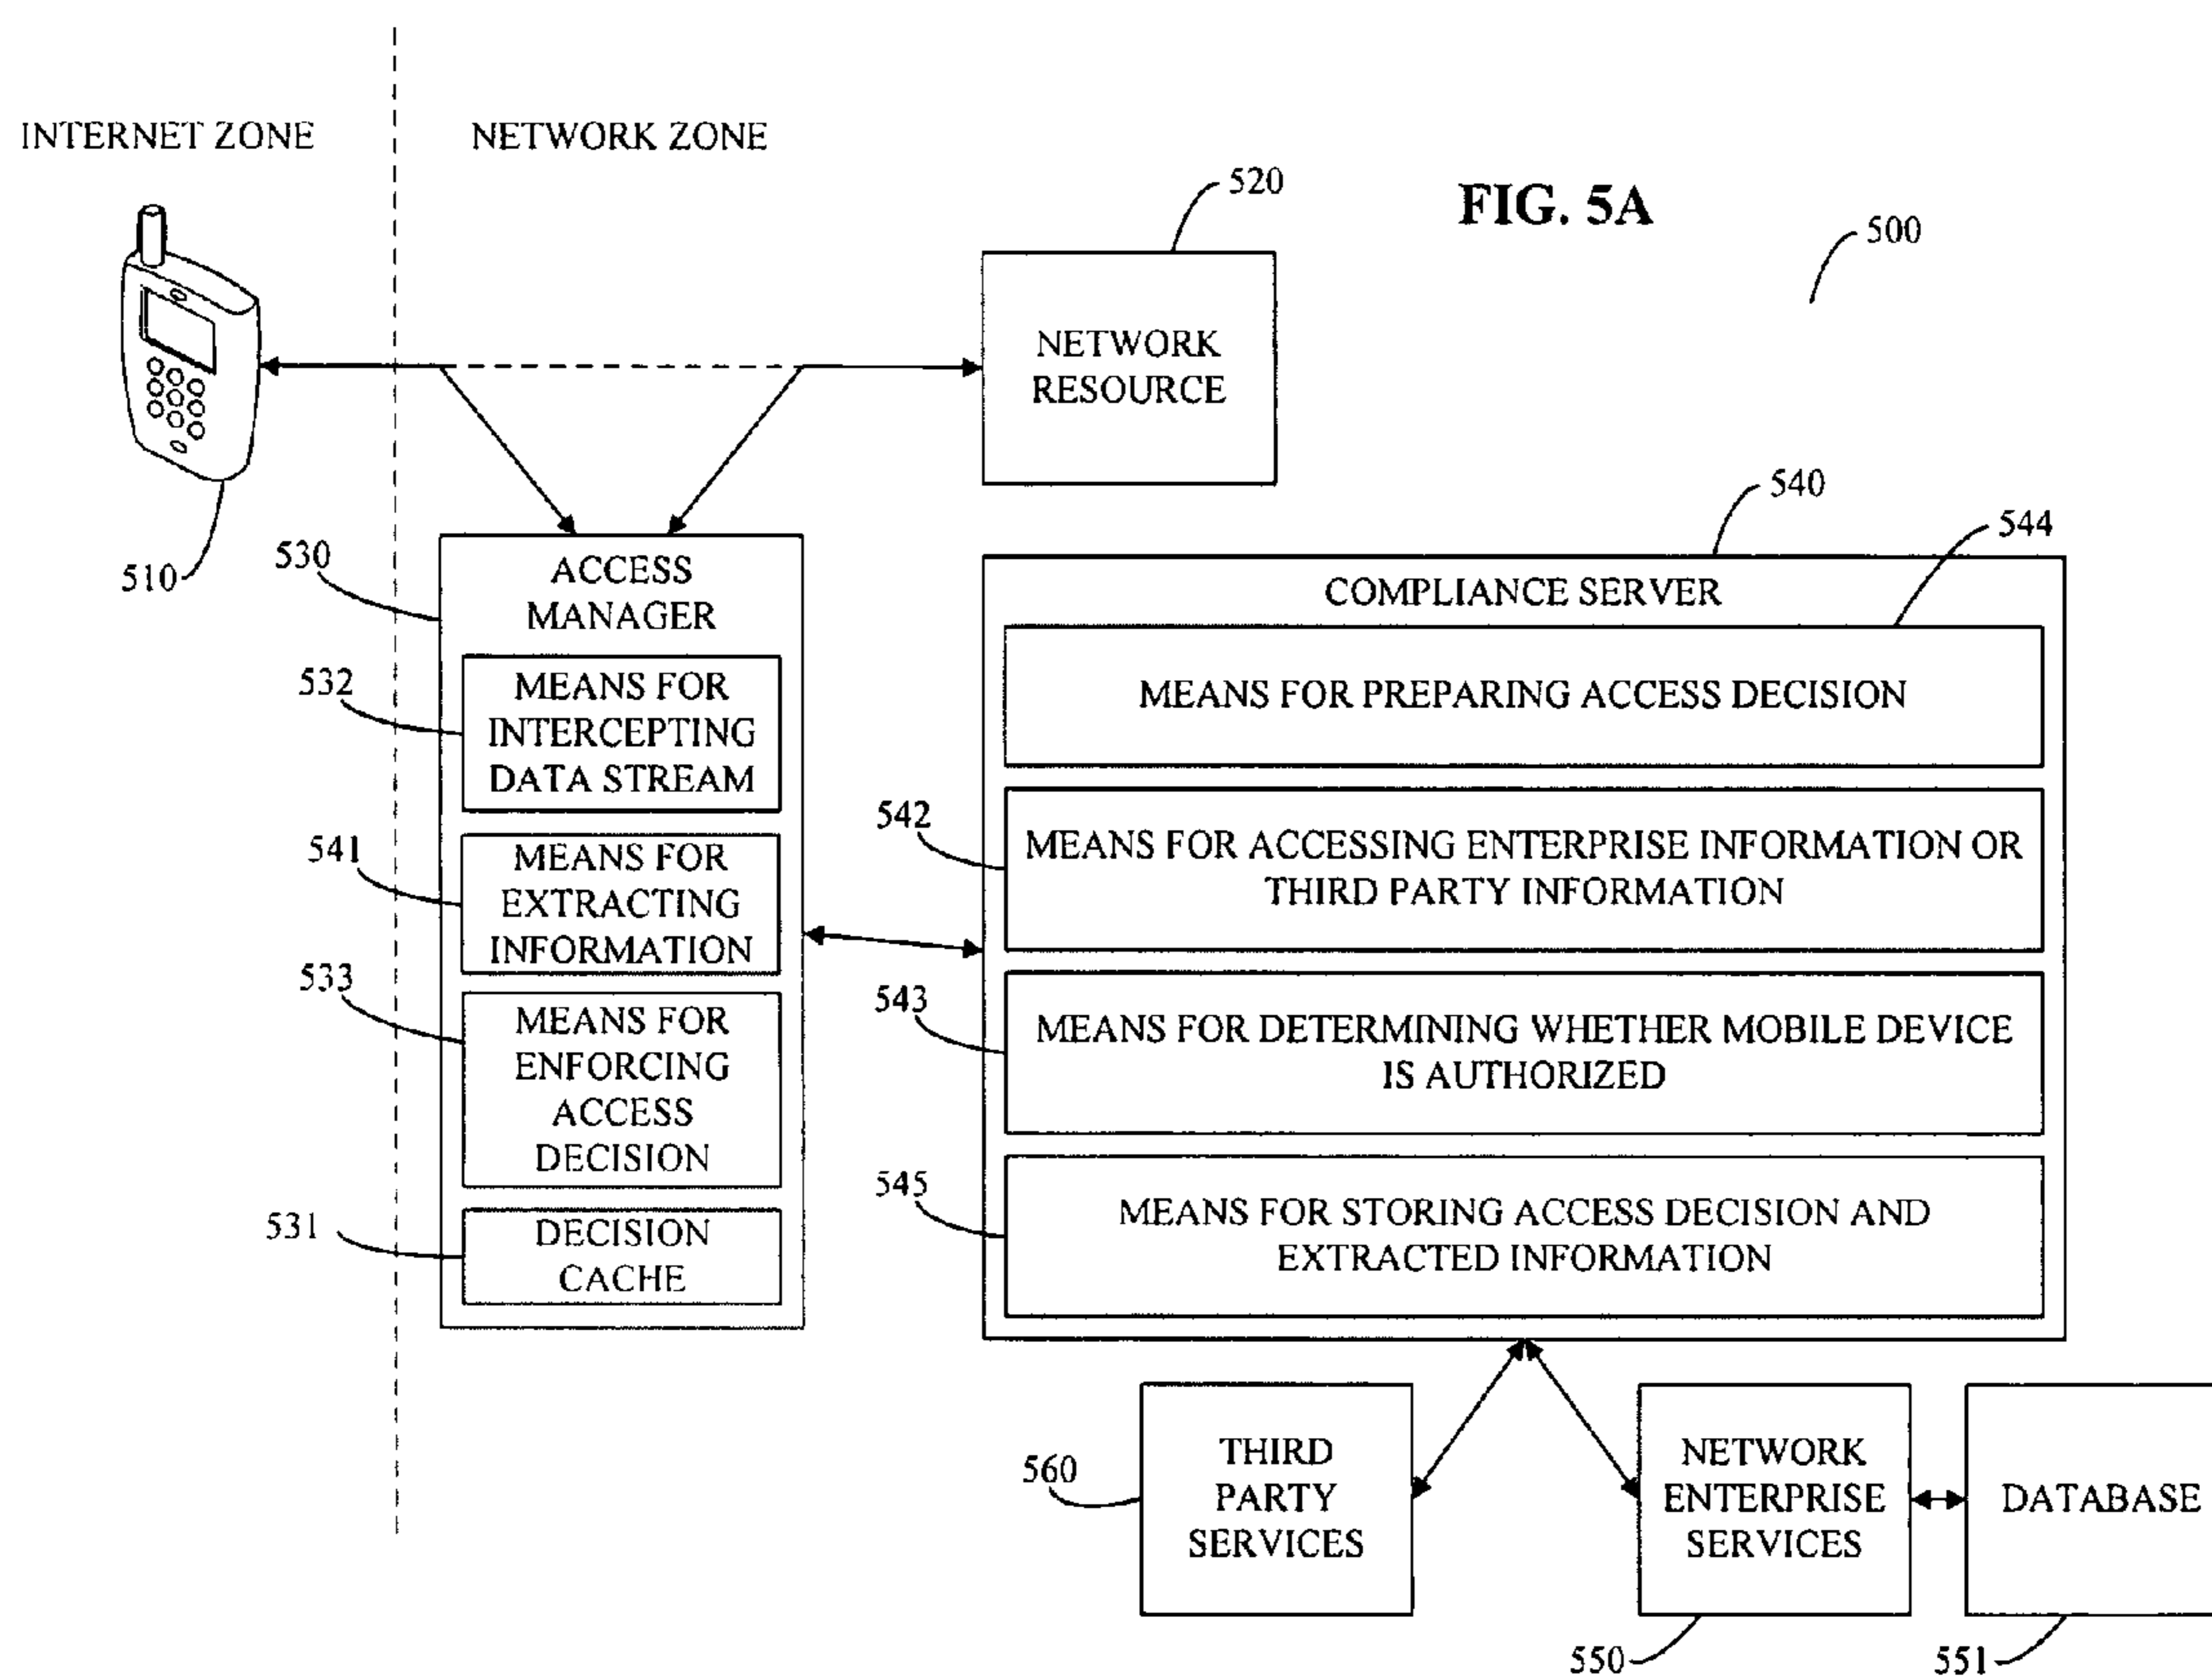 INTERNET ZONE
NETWORK ZONE
FIG. 5A
500
520
NETWORK
RESOURCE
510
530
ACCESS
MANAGER
532
MEANS FOR
INTERCEPTING
DATA STREAM
541
MEANS FOR
EXTRACTING
INFORMATION
533
MEANS FOR
ENFORCING
ACCESS
DECISION
531
DECISION
CACHE
540
544
COMPLIANCE SERVER
MEANS FOR PREPARING ACCESS DECISION
542
MEANS FOR ACCESSING ENTERPRISE INFORMATION OR
THIRD PARTY INFORMATION
543
MEANS FOR DETERMINING WHETHER MOBILE DEVICE
IS AUTHORIZED
545
MEANS FOR STORING ACCESS DECISION AND
EXTRACTED INFORMATION
560
THIRD
PARTY
SERVICES
NETWORK
ENTERPRISE
SERVICES
550
DATABASE
551